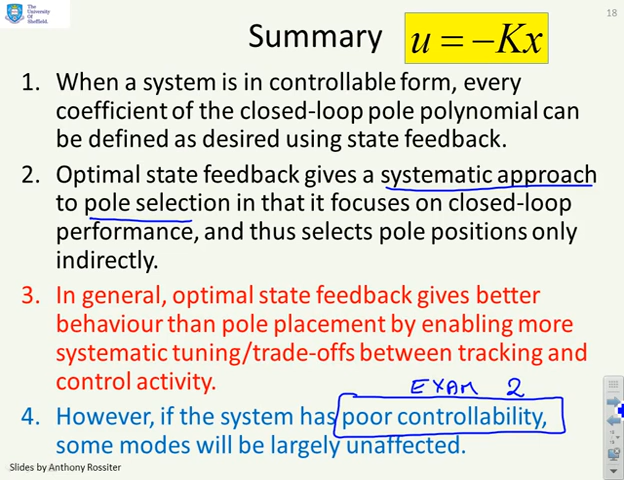 The
University
Of
Sheffield.
18
Summary u = −Kx
1. When a system is in controllable form, every
coefficient of the closed-loop pole polynomial can
be defined as desired using state feedback.
2. Optimal state feedback gives a systematic approach
to pole selection in that it focuses on closed-loop
performance, and thus selects pole positions only
indirectly.
3. In general, optimal state feedback gives better
behaviour than pole placement by enabling more
systematic tuning/trade-offs between tracking and
control activity.
EXAM 2
4. However, if the system has poor controllability,
some modes will be largely unaffected.
Slides by Anthony Rossiter